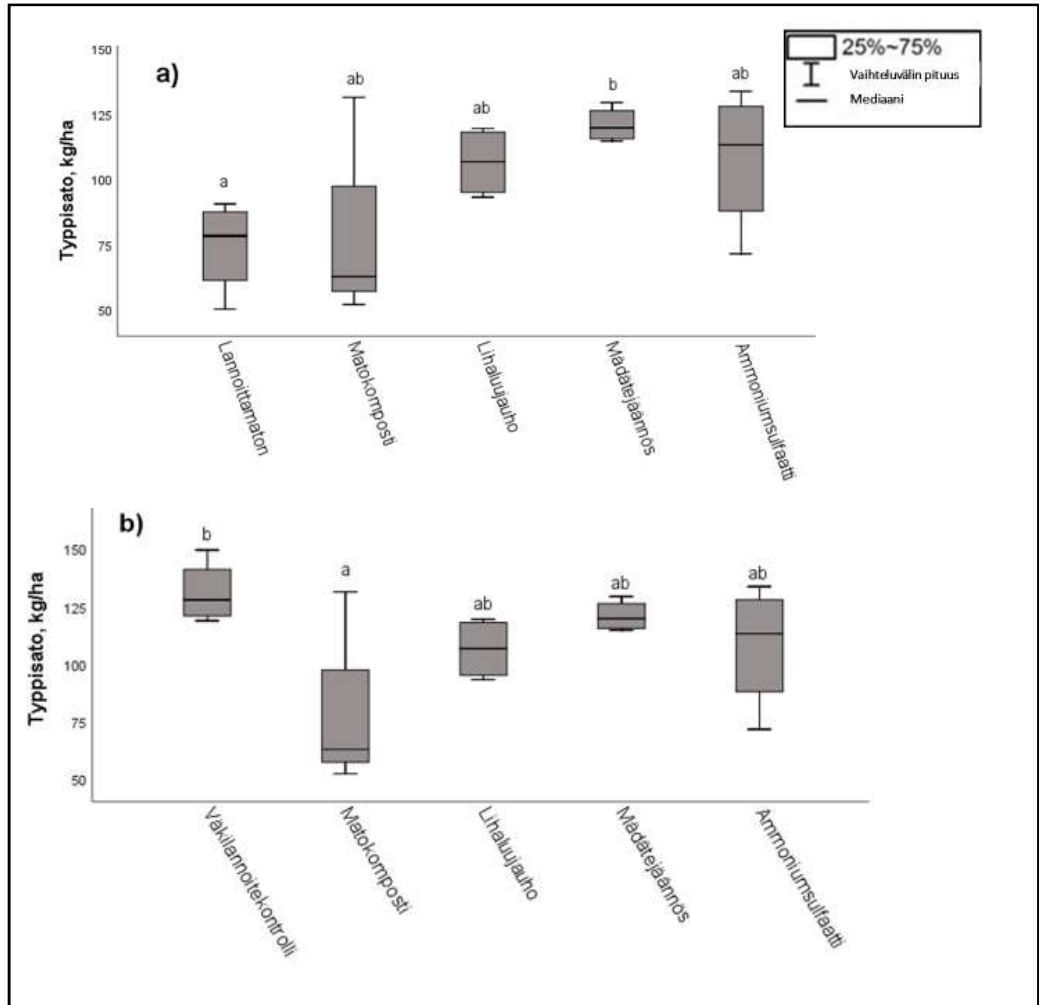 25%~75%
Vaihteluvälin pituus
Mediaani
a)
Typpisato, kg/ha
150
125
100
75
50
a
ab
ab
b
ab
Lannoittamaton
Matokomposti
Lihaluujauho
Mädätejäännös
Ammoniumsulfaatti
b)
Typpisato, kg/ha
150
125
100
75
50
b
a
ab
ab
ab
Väkilannoitekontrolli
Matokomposti
Lihaluujauho
Mädätejäännös
Ammoniumsulfaatti